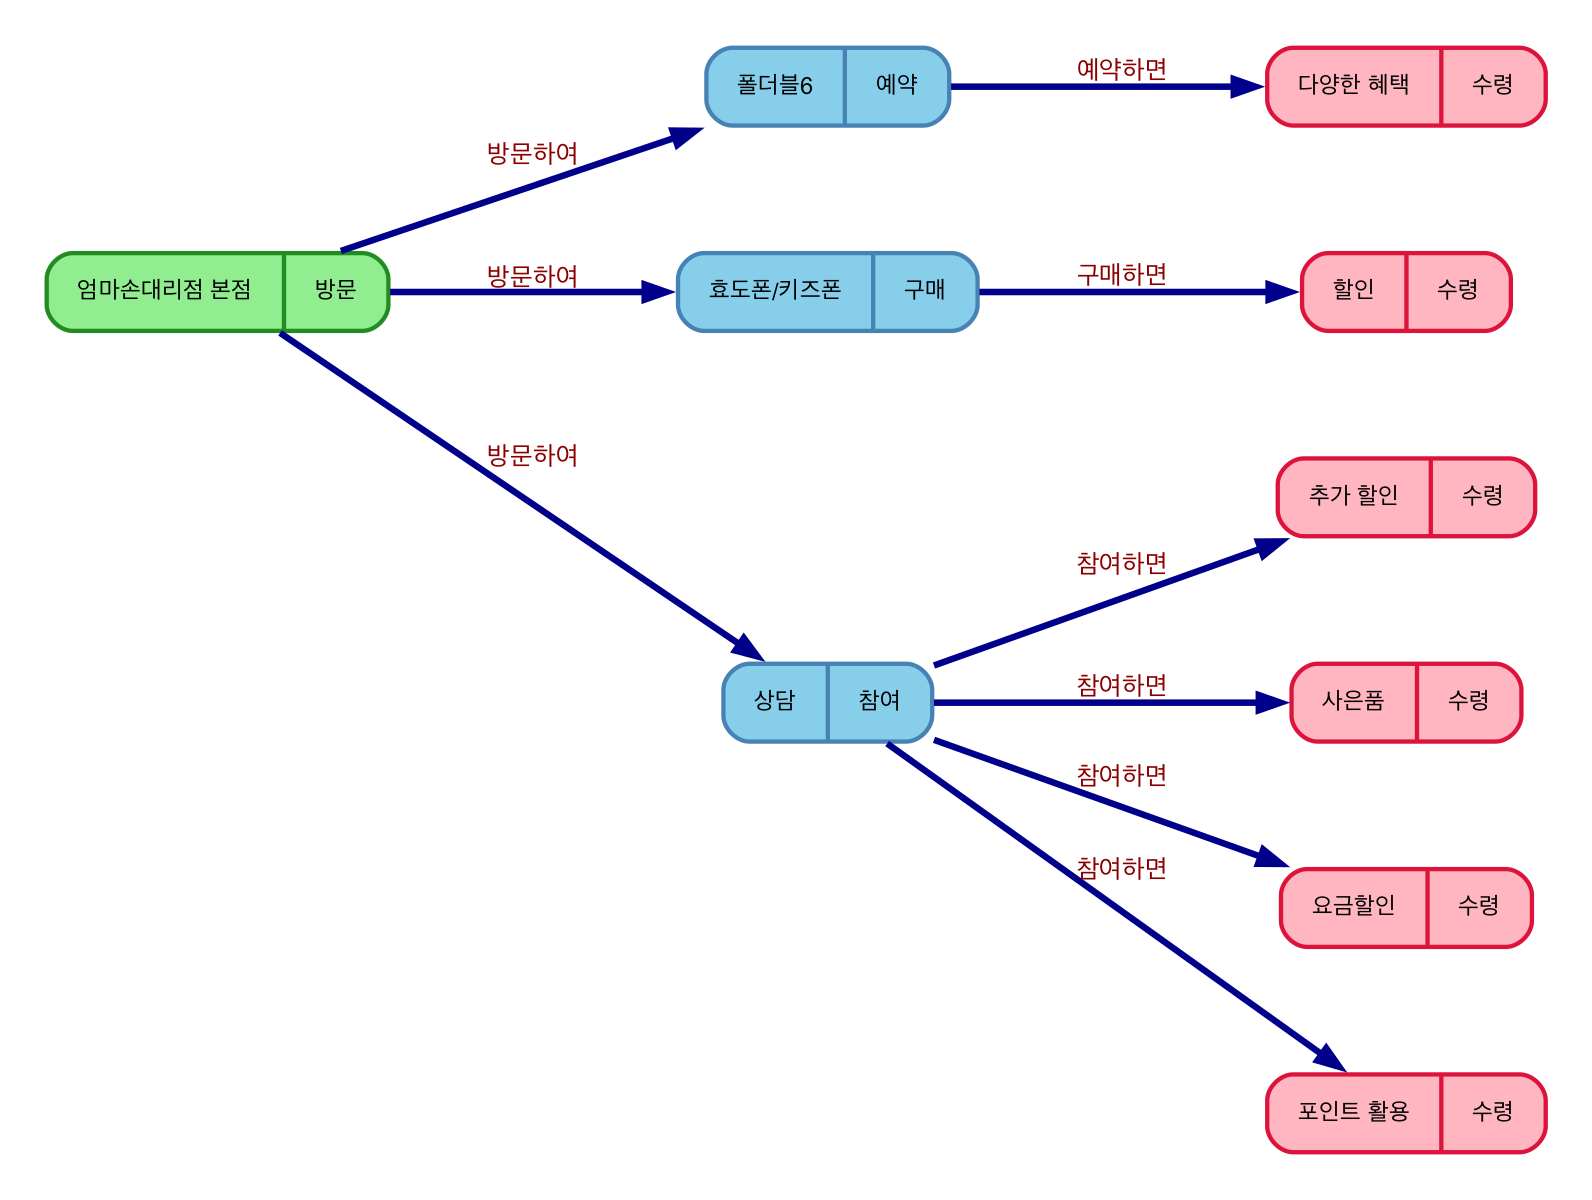 폴더블6 예약
예약하면
다양한 혜택 수령
방문하여
엄마손대리점 본점 방문
방문하여
효도폰/키즈폰 구매
구매하면
할인 수령
방문하여
추가 할인 수령
참여하면
상담 참여
참여하면
사은품 수령
참여하면
요금할인 수령
참여하면
포인트 활용 수령